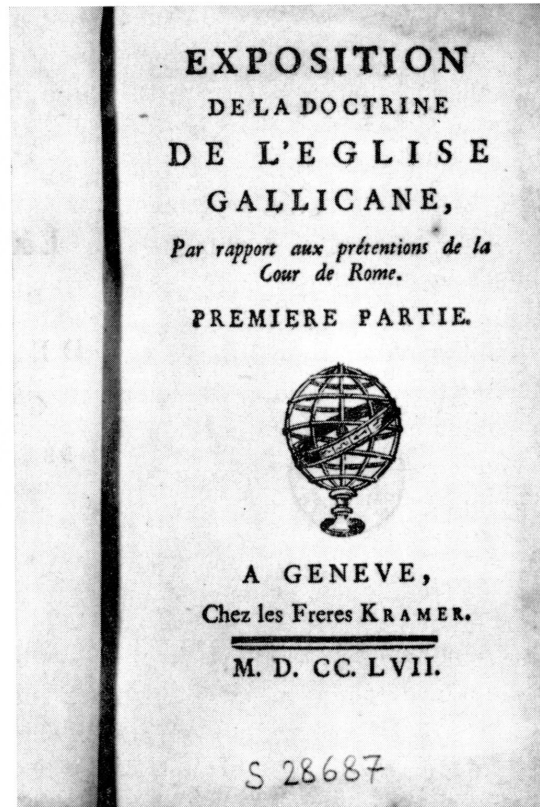 EXPOSITION
DE LA DOCTRINE
DE L'EGLISE
GALLICANE,
Par rapport aux prétentions de la
Cour de Rome.
PREMIERE PARTIE.
A GENEVE,
Chez les Freres KRAMER.
M. D. CC. LVII.
S 28687